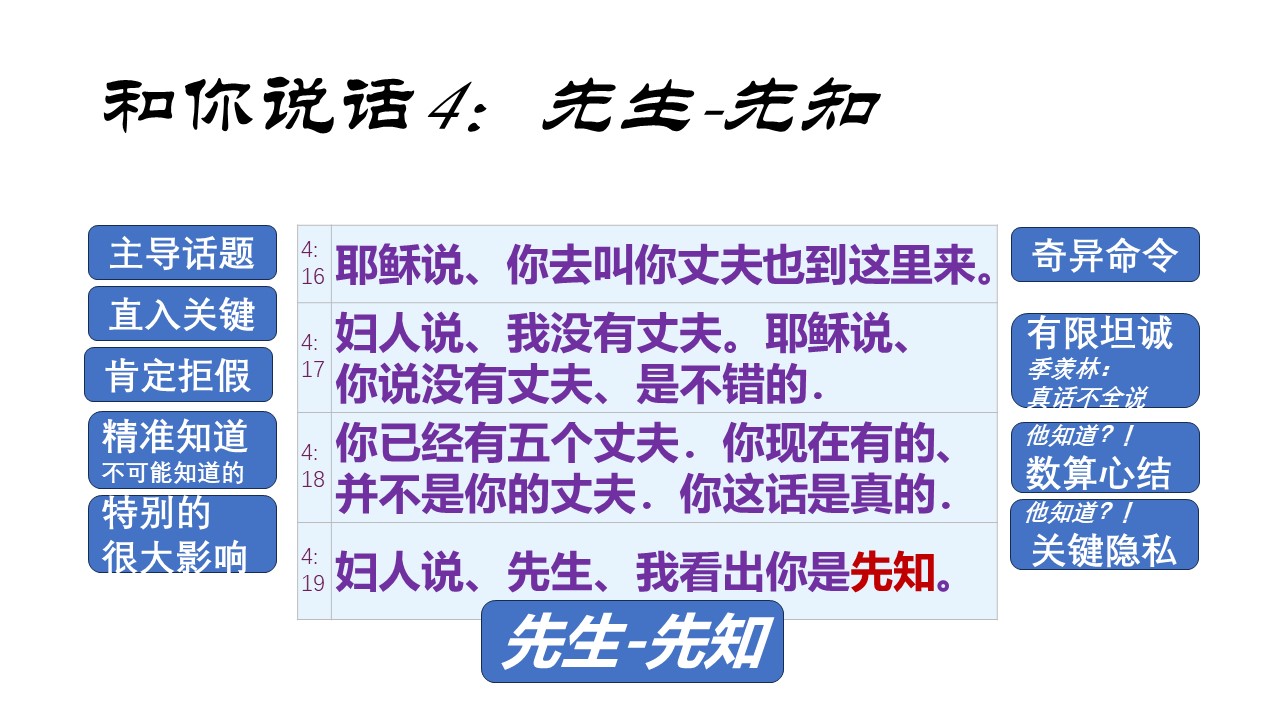 和你说话4：先生-先知
主导话题
直入关键
肯定拒假
精准知道
不可能知道的
特别的
很大影响
4:
16
耶稣说、你去叫你丈夫也到这里来。
4:
17
妇人说、我没有丈夫。耶稣说、
你说没有丈夫、是不错的．
4:
18
你已经有五个丈夫．你现在有的、
并不是你的丈夫．你这话是真的．
4:
19
妇人说、先生、我看出你是先知。
奇异命令
有限坦诚
季羡林：
真话不全说
他知道？！
数算心结
他知道？！
关键隐私
先生-先知